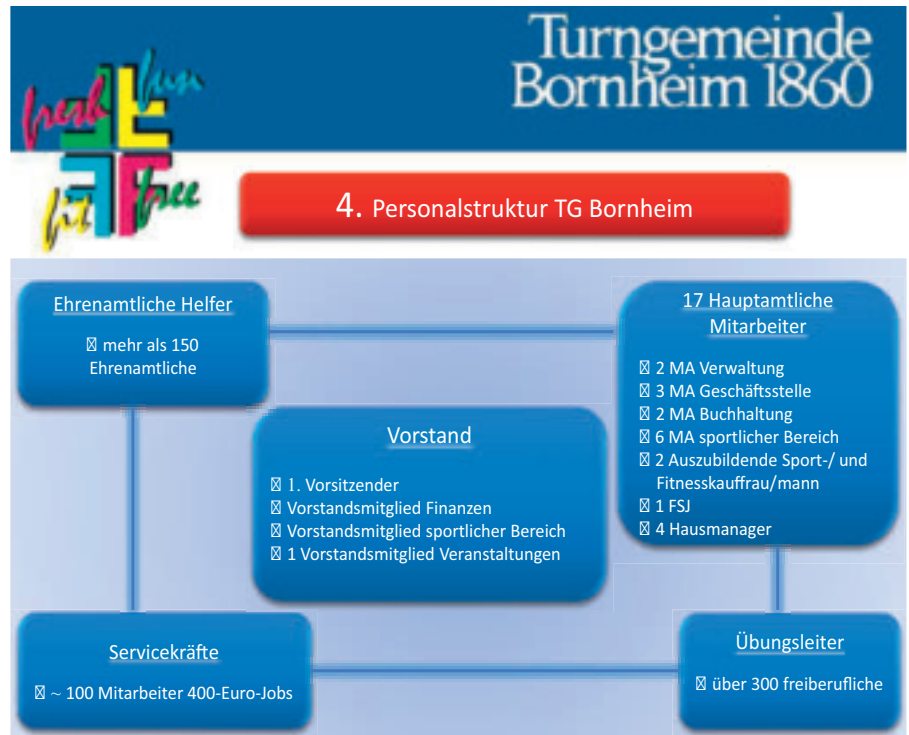 Turngemeinde
Bornheim 1860
fresh fun
fit free
4. Personalstruktur TG Bornheim
Ehrenamtliche Helfer
mehr als 150
Ehrenamtliche
17 Hauptamtliche
Mitarbeiter
2 MA Verwaltung
3 MA Geschäftsstelle
2 MA Buchhaltung
6 MA sportlicher Bereich
2 Auszubildende Sport-/ und
Fitnesskauffrau/mann
1 FSJ
4 Hausmanager
Vorstand
1. Vorsitzender
Vorstandsmitglied Finanzen
Vorstandsmitglied sportlicher Bereich
1 Vorstandsmitglied Veranstaltungen
Servicekräfte
~ 100 Mitarbeiter 400-Euro-Jobs
Übungsleiter
über 300 freiberufliche